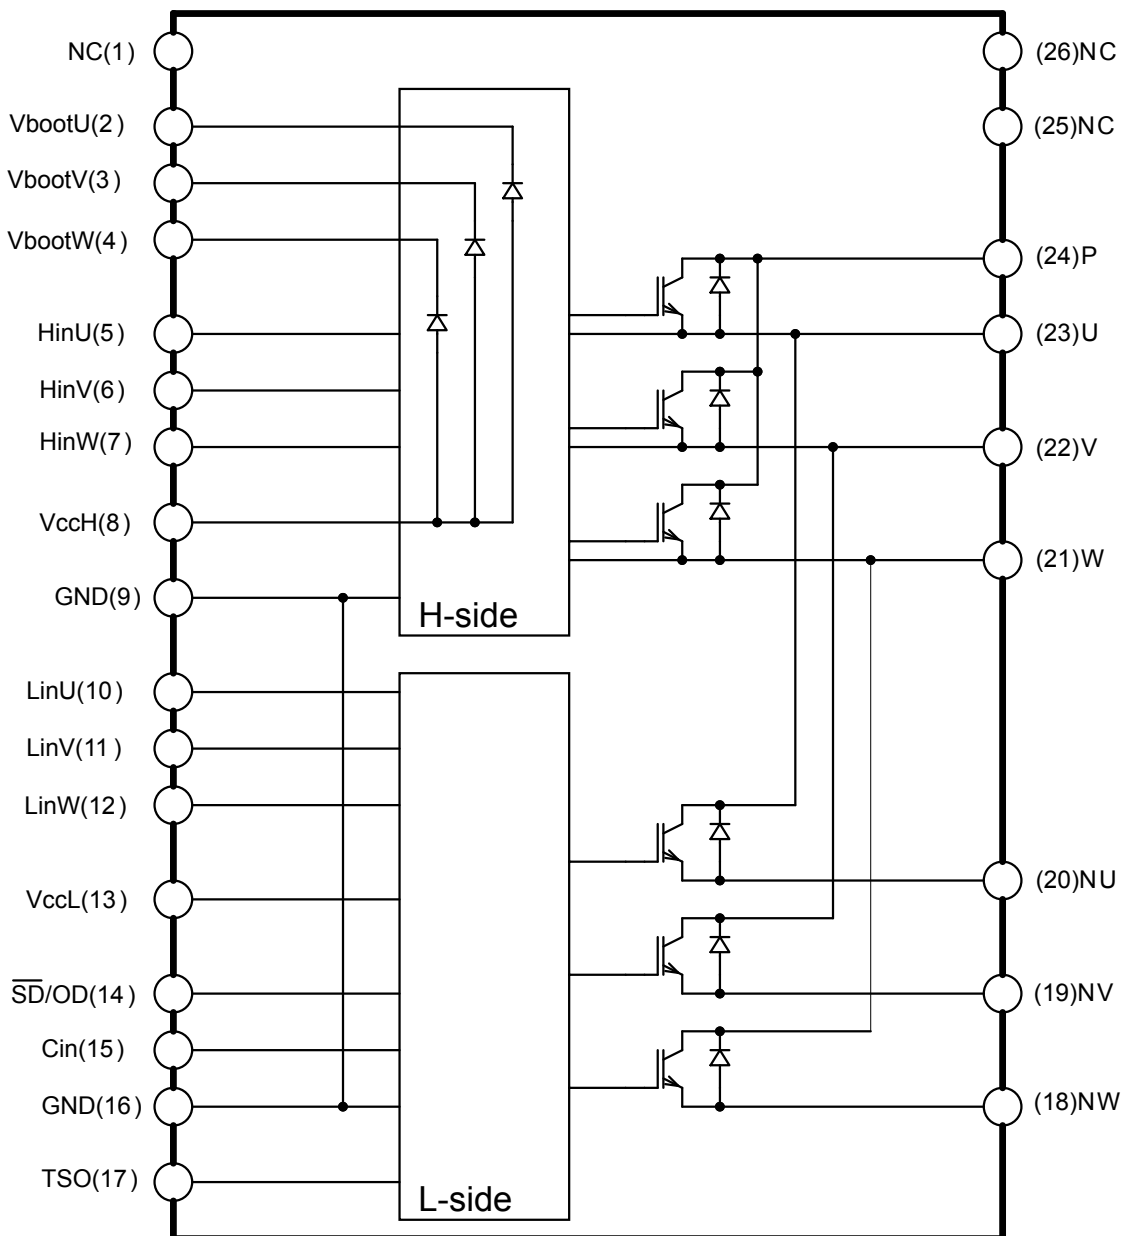 NC(1)
VbootU(2)
VbootV(3)
VbootW(4)
HinU(5)
HinV(6)
HinW(7)
VccH(8)
GND(9)
LinU(10)
LinV(11)
LinW(12)
VccL(13)
S̅D̅/OD(14)
Cin(15)
GND(16)
TSO(17)
H-side
L-side
(26)NC
(25)NC
(24)P
(23)U
(22)V
(21)W
(20)NU
(19)NV
(18)NW